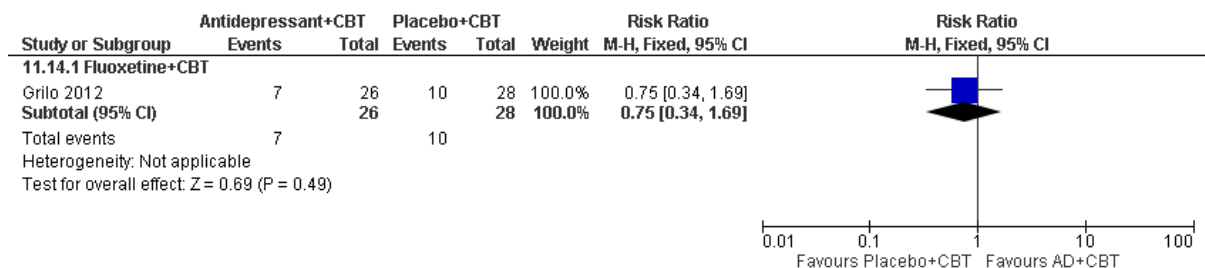 Antidepressant+CBT Placebo+CBT Risk Ratio Risk Ratio
Study or Subgroup Events Total Events Total Weight M-H, Fixed, 95% CI M-H, Fixed, 95% CI
11.14.1 Fluoxetine+CBT
Grilo 2012 7 26 10 28 100.0% 0.75 [0.34, 1.69]
Subtotal (95% CI) 26 28 100.0% 0.75 [0.34, 1.69]
Total events 7 10
Heterogeneity: Not applicable
Test for overall effect: Z = 0.69 (P = 0.49)
0.01 0.1 1 10 100
Favours Placebo+CBT Favours AD+CBT